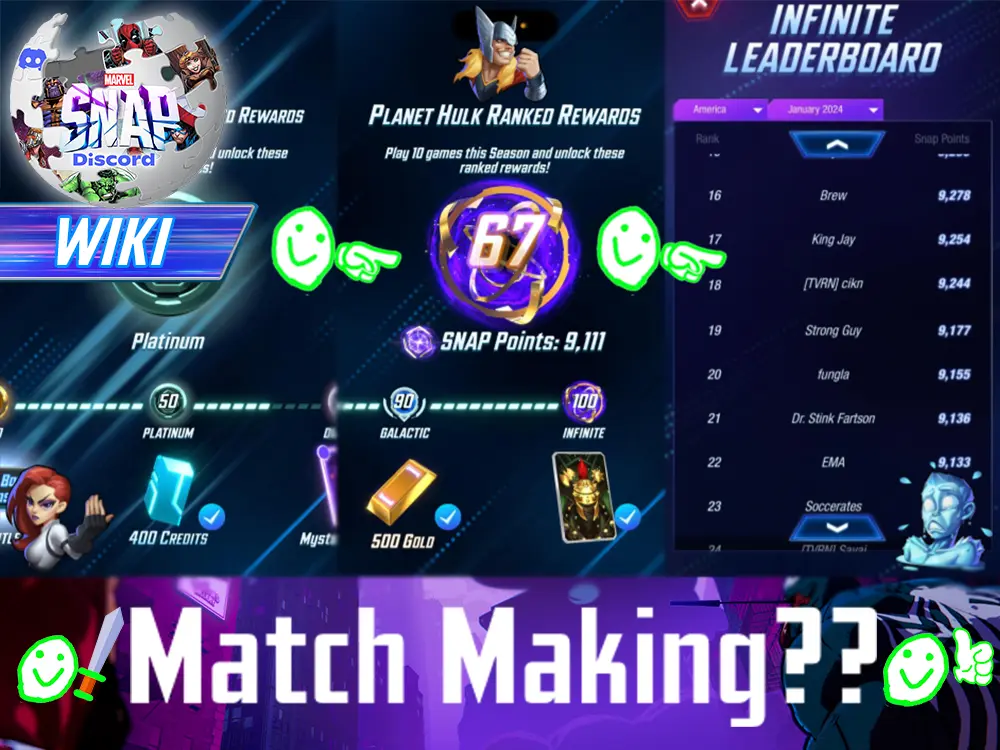 MARVEL
SNAP
Discord
WIKI
D REWARDS
unlock these
s!
Platinum
50
PLATINUM
400 CREDITS
Myste
PLANET HULK RANKED REWARDS
Play 10 games this Season and unlock these
ranked rewards!
67
SNAP Points: 9,111
90
GALACTIC
100
INFINITE
500 GOLD
INFINITE
LEADERBOARD
America
January 2024
Rank
Snap Points
16 Brew 9,278
17 King Jay 9,254
18 [TVRN] cikn 9,244
19 Strong Guy 9,177
20 fungla 9,155
21 Dr. Stink Fartson 9,136
22 EMA 9,133
23 Soccerates
24 [TVRN] Savai
Match Making??